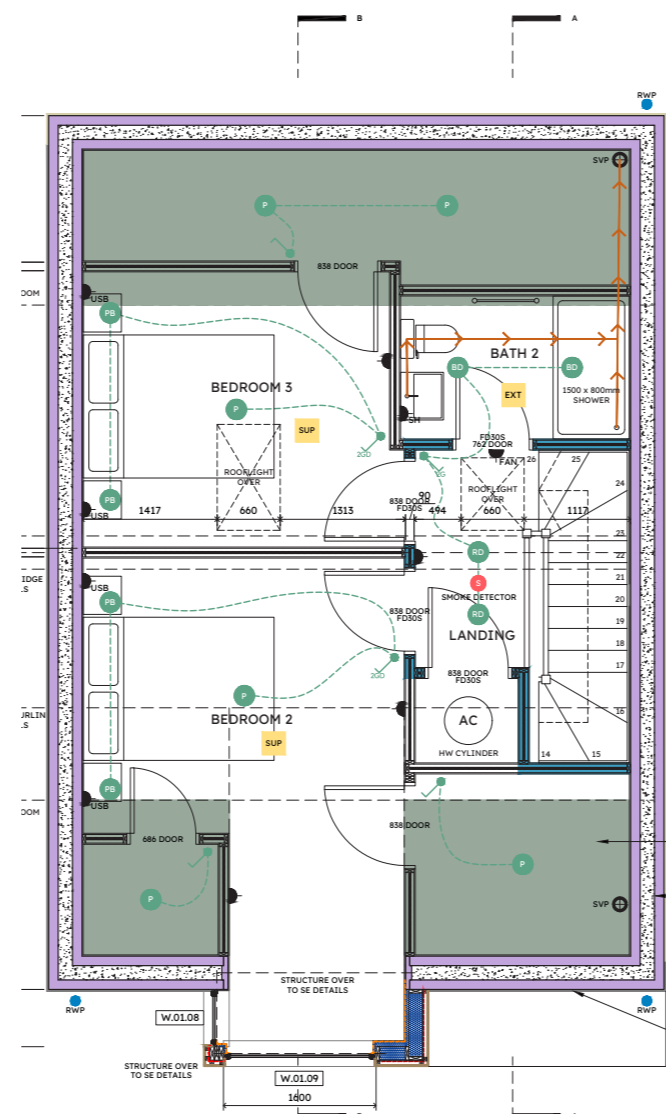 B
A
RWP
SVP
P
P
838 DOOR
OOM
USB
PB
BATH 2
BD
BD
BEDROOM 3
1500 x 800mm
SHOWER
EXT
P
SH
SUP
FD30S
762 DOOR
2GD
FAN
26
25
2G
ROOFLIGHT
OVER
ROOFLIGHT
OVER
24
PB
90
838 DOOR
FD30S
USB
1417
660
1313
494
660
1117
23
RD
22
IDGE
LS
USB
S
21
SMOKE DETECTOR
PB
20
838 DOOR
FD30S
RD
19
LANDING
18
17
838 DOOR
FD30S
2GD
P
URLIN
LS
BEDROOM 2
AC
16
SUP
HW CYLINDER
14
15
PB
USB
OOM
838 DOOR
686 DOOR
P
P
SVP
STRUCTURE OVER
TO SE DETAILS
RWP
RWP
W.01.08
STRUCTURE OVER
TO SE DETAILS
W.01.09
1600